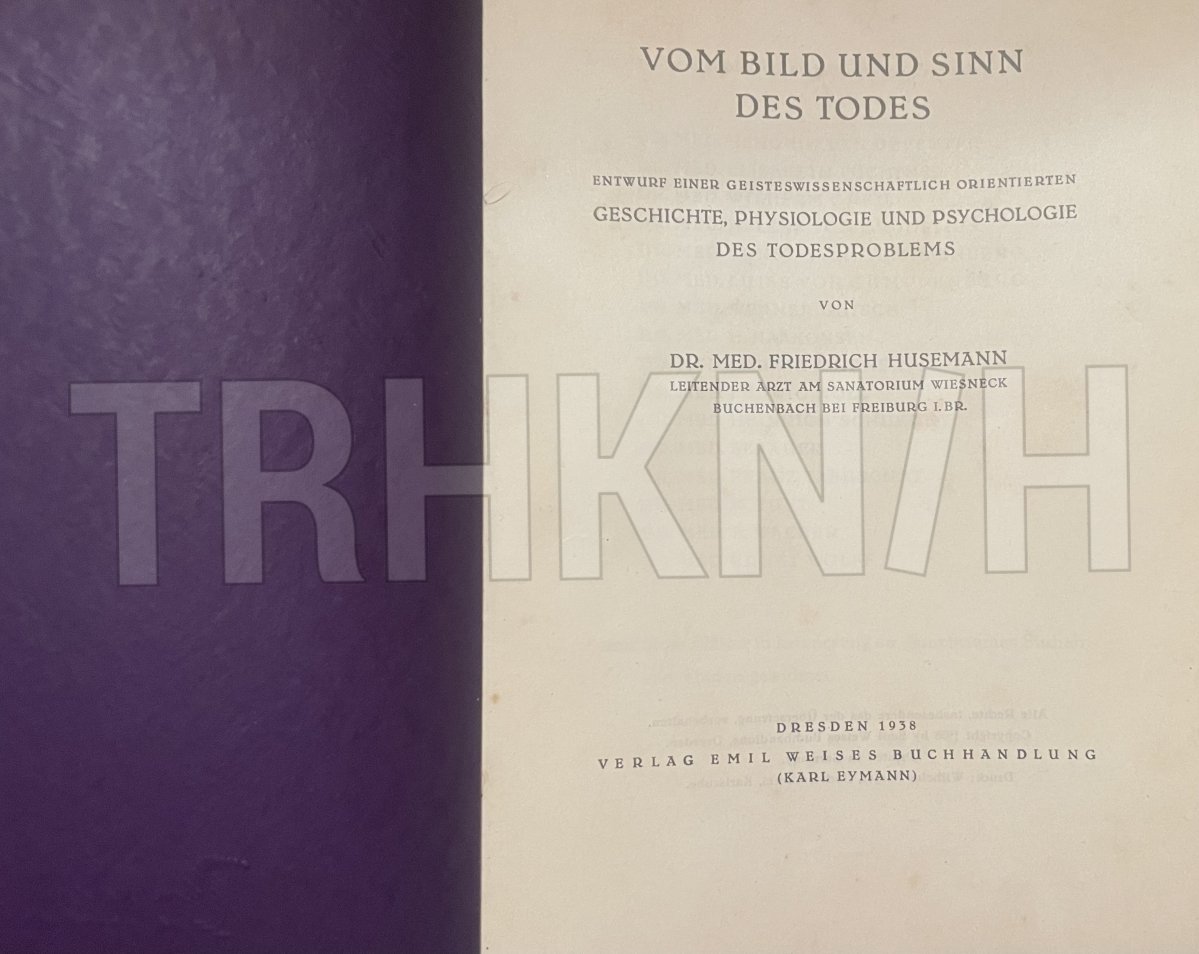 VOM BILD UND SINN
DES TODES
ENTWURF EINER GEISTESWISSENSCHAFTLICH ORIENTIERTEN
GESCHICHTE, PHYSIOLOGIE UND PSYCHOLOGIE
DES TODESPROBLEMS
VON
DR. MED. FRIEDRICH HUSEMANN
LEITENDER ARZT AM SANATORIUM WIESNECK
BUCHENBACH BEI FREIBURG I. BR.
TRHKN/H
DRESDEN 1938
VERLAG EMIL WEISES BUCHHANDLUNG
(KARL EYMANN)